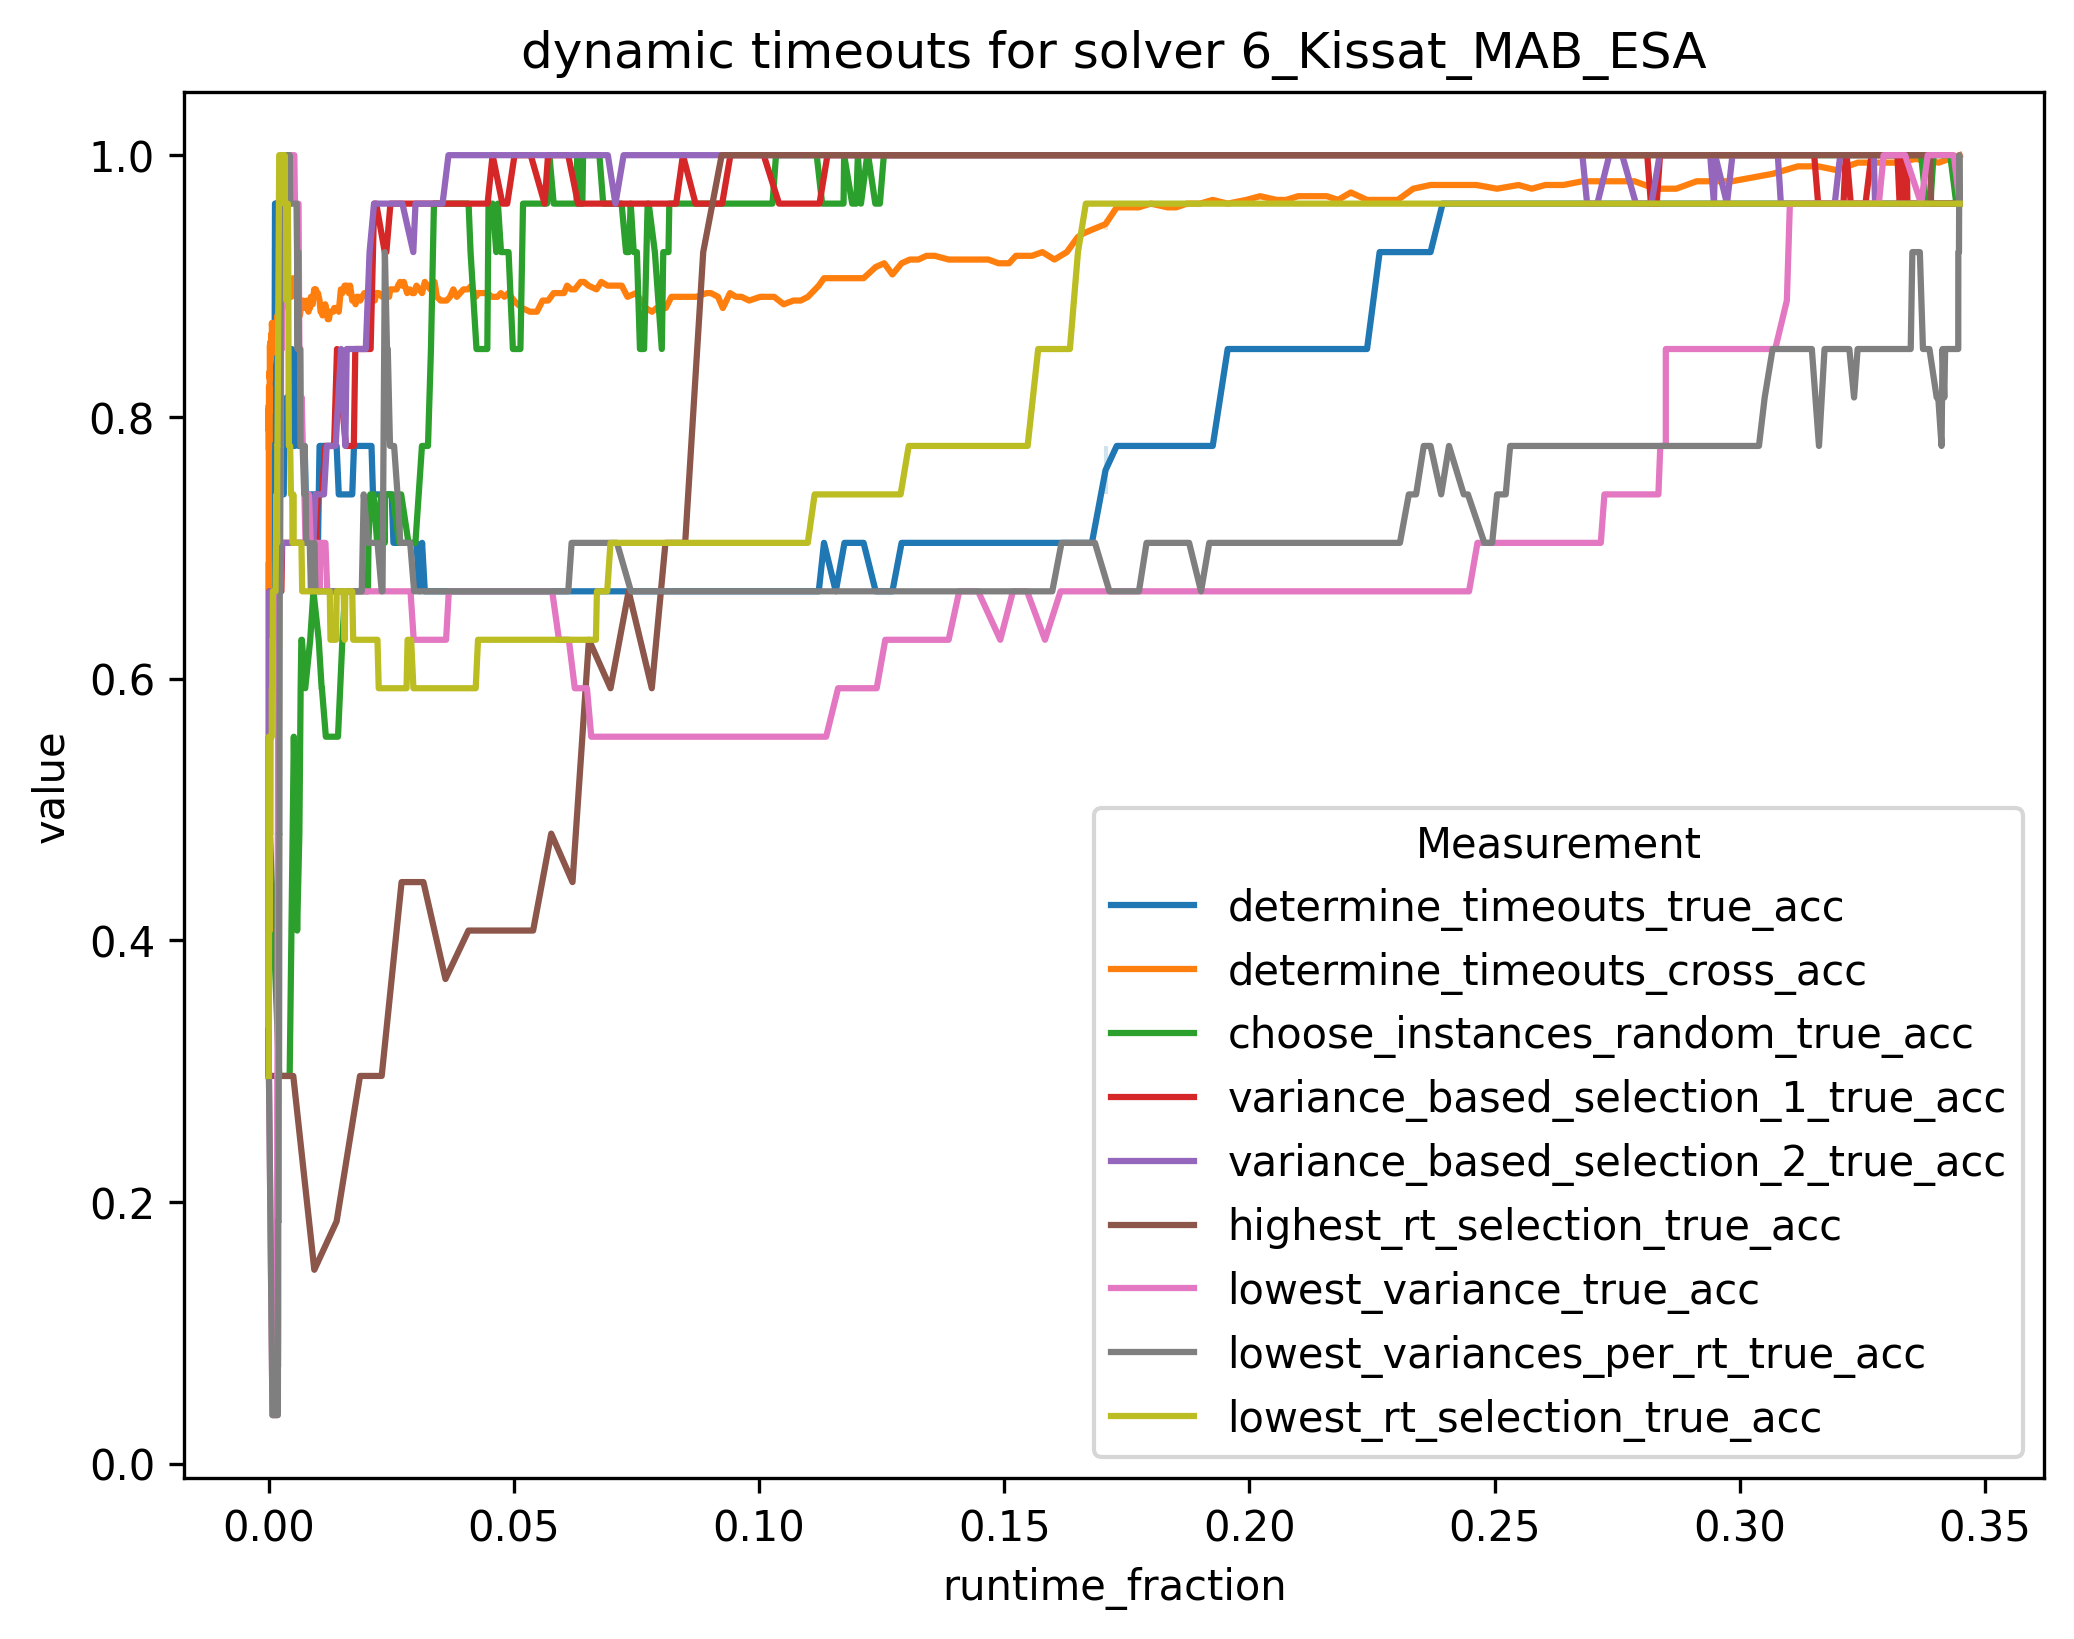 dynamic timeouts for solver 6_Kissat_MAB_ESA
1.0
0.8
0.6
0.4
0.2
0.0
value
Measurement
determine_timeouts_true_acc
determine_timeouts_cross_acc
choose_instances_random_true_acc
variance_based_selection_1_true_acc
variance_based_selection_2_true_acc
highest_rt_selection_true_acc
lowest_variance_true_acc
lowest_variances_per_rt_true_acc
lowest_rt_selection_true_acc
0.00 0.05 0.10 0.15 0.20 0.25 0.30 0.35
runtime_fraction